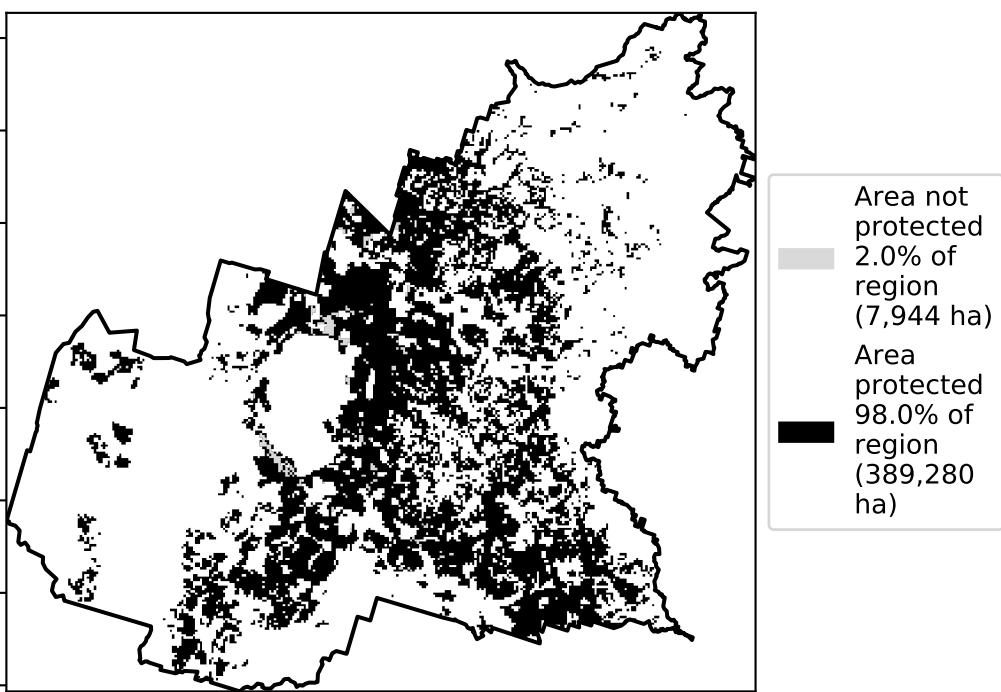 Area not
protected
2.0% of
region
(7,944 ha)
Area
protected
98.0% of
region
(389,280
ha)